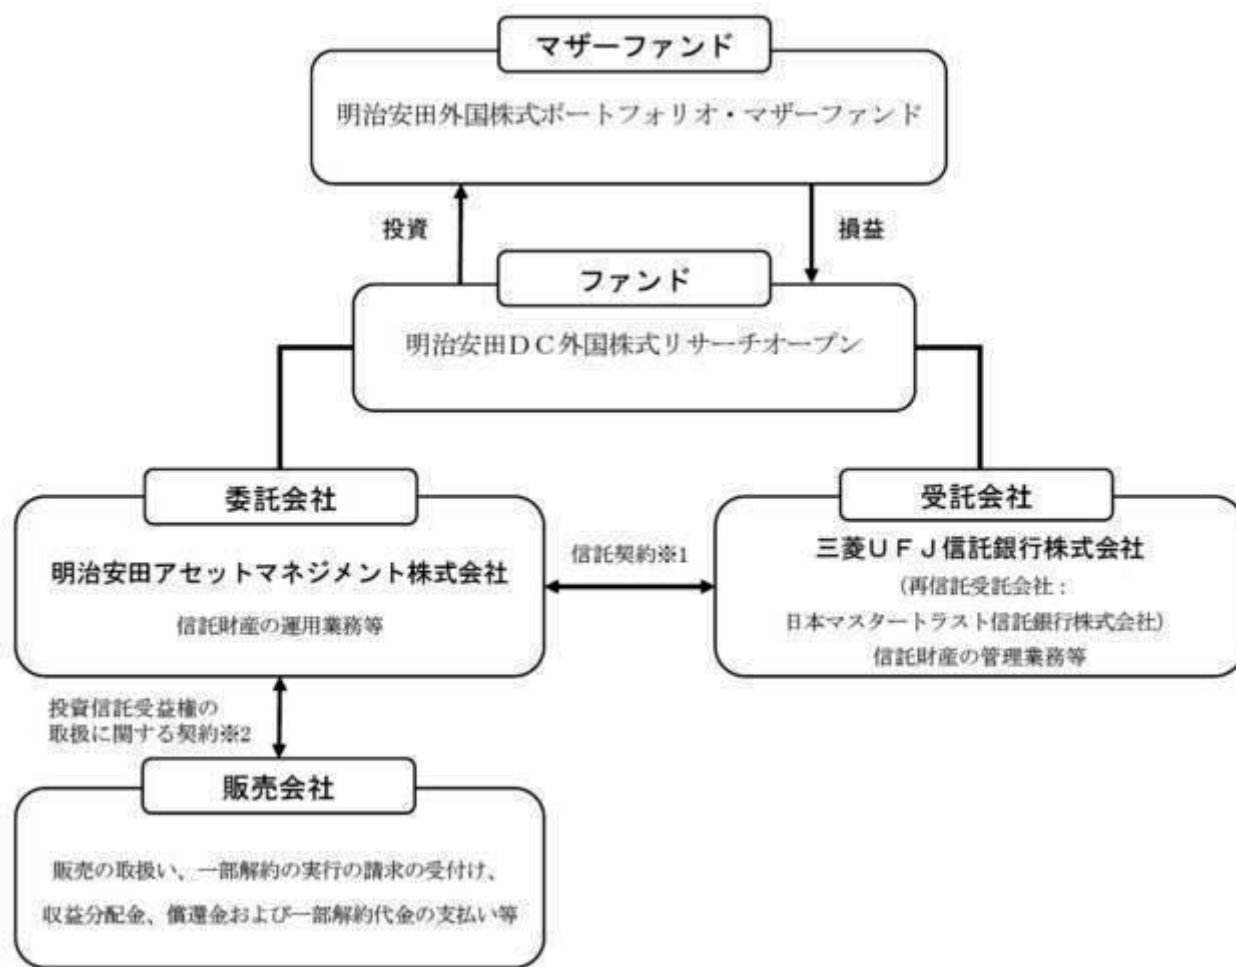 マザーファンド
明治安田外国株式ポートフォリオ・マザーファンド
投資
損益
ファンド
明治安田DC外国株式リサーチオープン
委託会社
明治安田アセットマネジメント株式会社
信託財産の運用業務等
信託契約※1
受託会社
三菱UFJ信託銀行株式会社
(再信託受託会社:
日本マスタートラスト信託銀行株式会社)
信託財産の管理業務等
投資信託受益権の
取扱に関する契約※2
販売会社
販売の取扱い、一部解約の実行の請求の受付け、
収益分配金、償還金および一部解約代金の支払い等